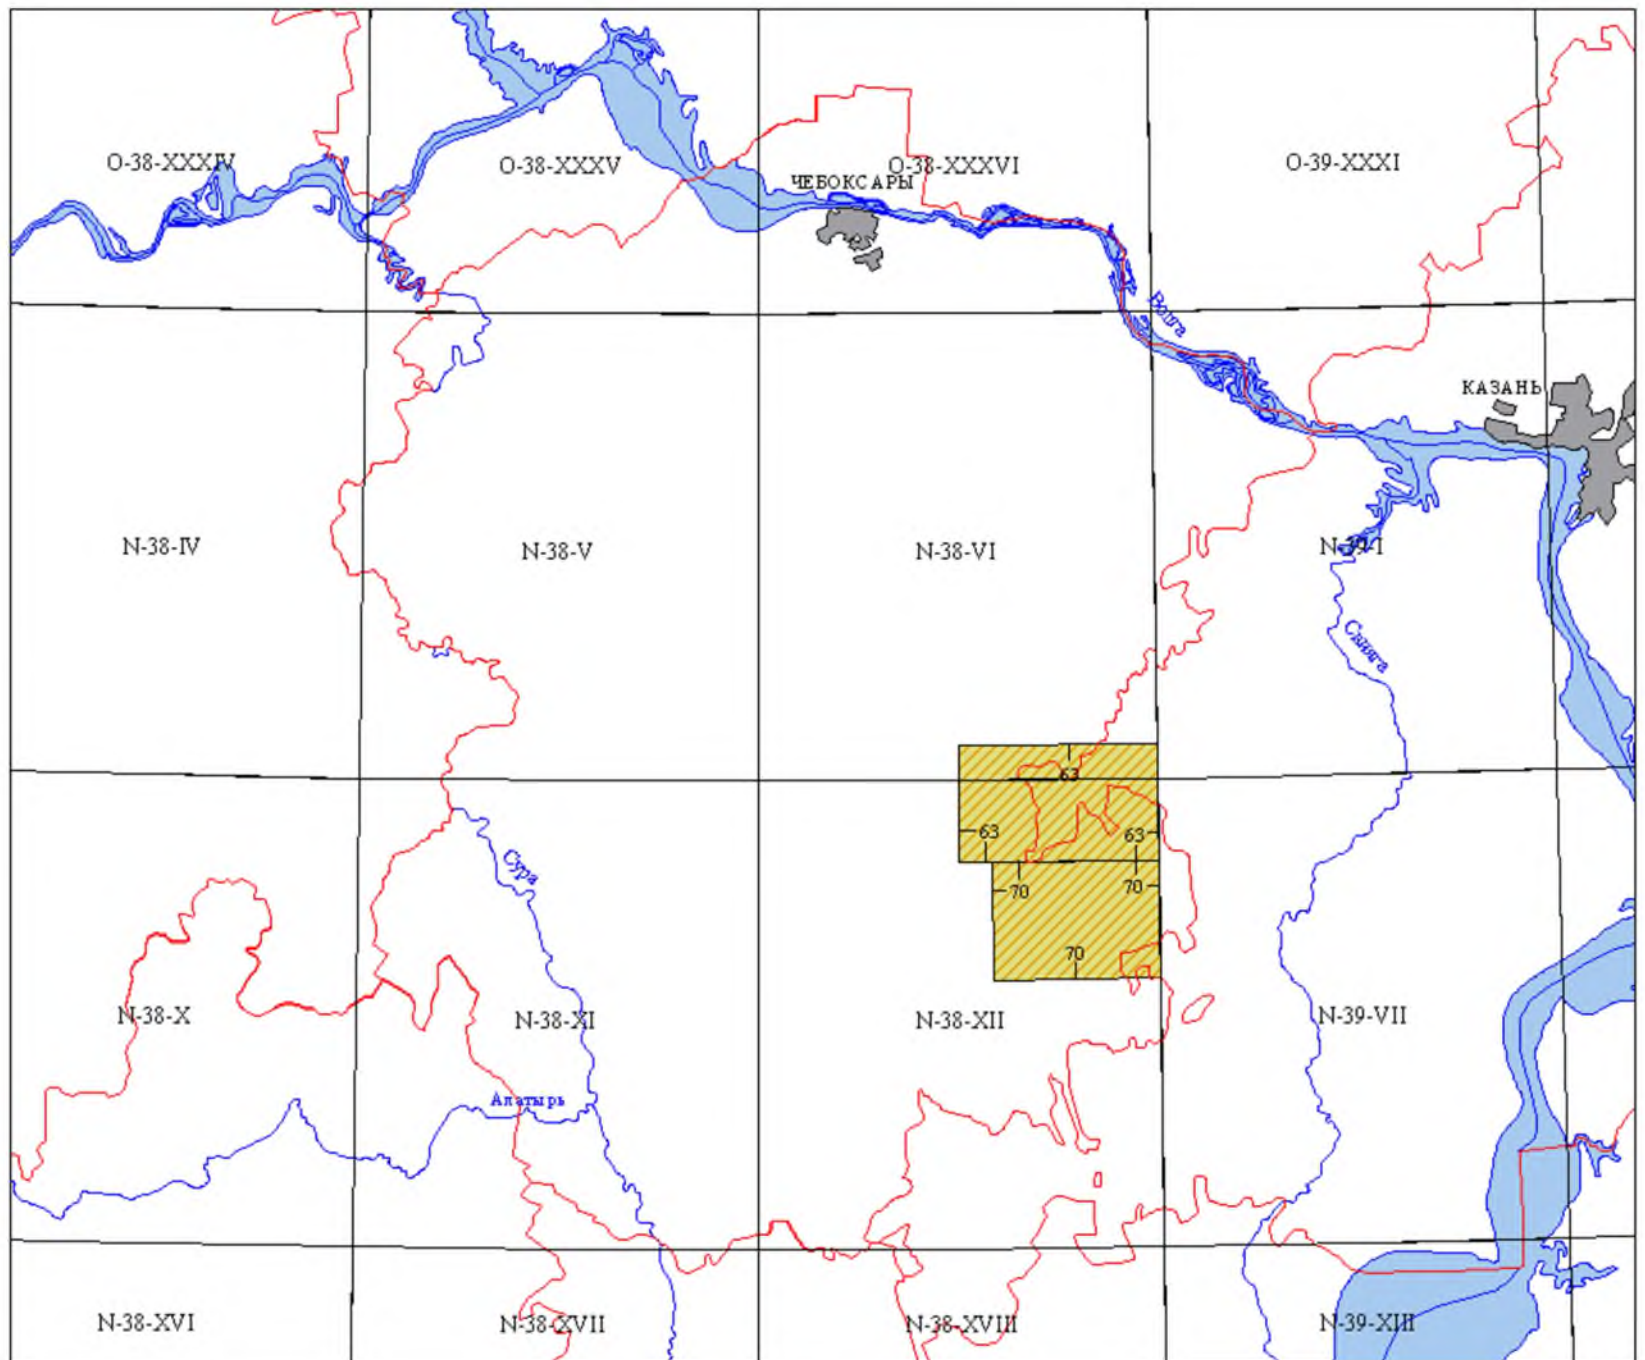 O-38-XXXIV
O-38-XXXV
O-38-XXXVI
O-39-XXXI
ЧЕБОКСАРЫ
Волга
КАЗАНЬ
N-38-IV
N-38-V
N-38-VI
N-39-I
Свияга
63
63
63
Сура
70
70
70
N-38-X
N-38-XI
N-38-XII
N-39-VII
Алатырь
N-38-XVI
N-38-XVII
N-38-XVIII
N-39-XIII